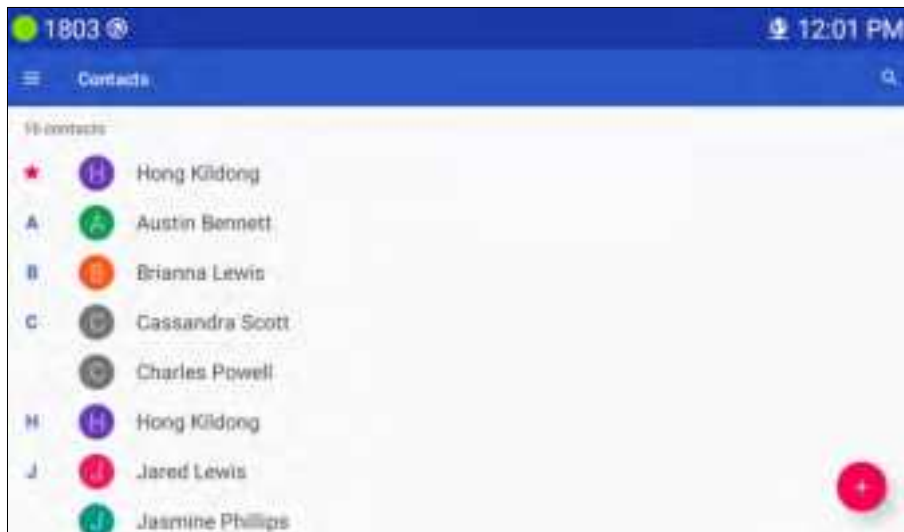 1803 12:01 PM
Contacts
contacts
★ H Hong Kildong
A A Austin Bennett
B B Brianna Lewis
C C Cassandra Scott
C Charles Powell
H H Hong Kildong
J J Jared Lewis
J Jasmine Phillips